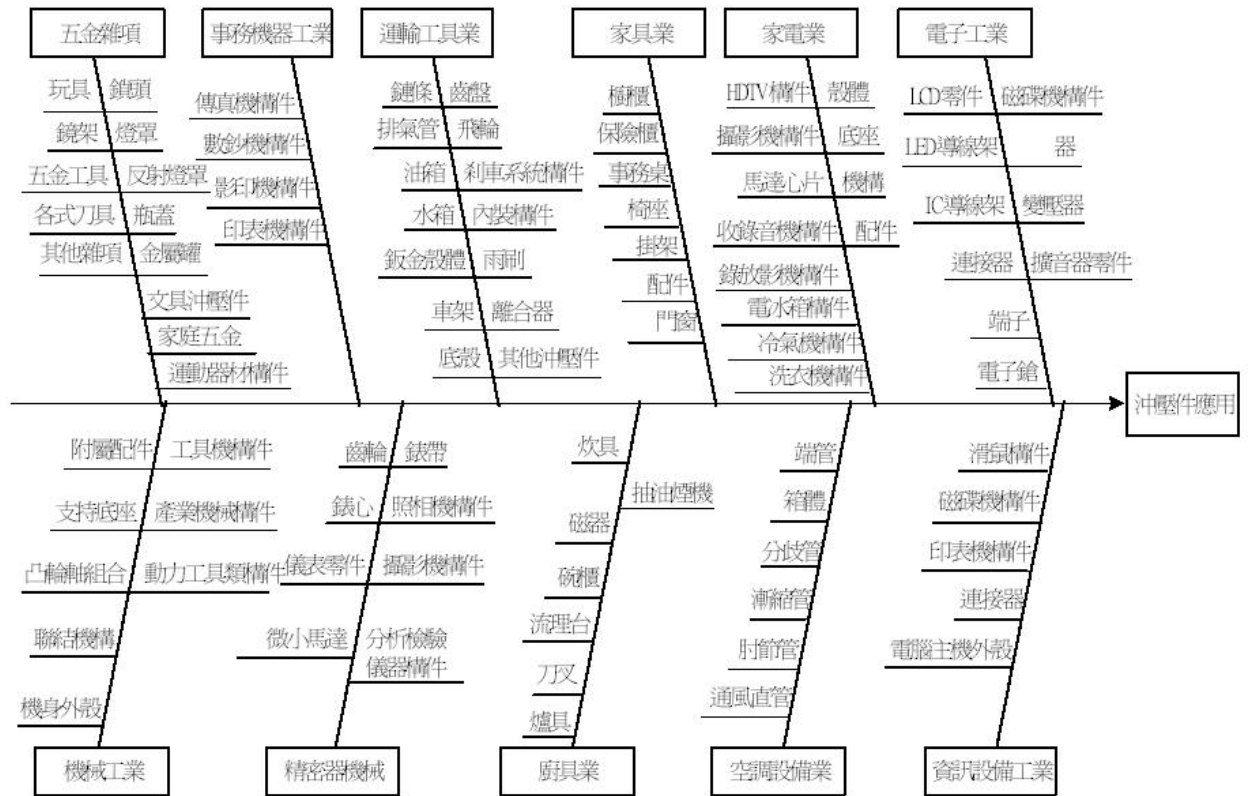 五金雜項
事務機器工業
運輸工具業
家具業
家電業
電子工業
玩具 鎖頭
鏡架 燈罩
五金工具 反射燈罩
各式刀具 瓶蓋
其他雜項 金屬罐
文具沖壓件
家庭五金
運動器材構件
傳真機構件
數鈔機構件
影印機構件
印表機構件
鏈條 齒盤
排氣管 飛輪
油箱 剎車系統構件
水箱 內裝構件
鈑金殼體 雨刷
車架 離合器
底殼 其他沖壓件
櫥櫃
保險櫃
事務桌
椅座
掛架
配件
門窗
HDTV構件 殼體
攝影機構件 底座
馬達心片 機構
收錄音機構件 配件
錄放影機構件
電冰箱構件
冷氣機構件
洗衣機構件
LCD零件 磁碟機構件
LED導線架 器
IC導線架 變壓器
連接器 擴音器零件
端子
電子鎗
沖壓件應用
附屬配件 工具機構件
支持底座 產業機械構件
凸輪軸組合 動力工具類構件
聯結機構
機身外殼
齒輪 錶帶
錶心 照相機構件
儀表零件 攝影機構件
微小馬達 分析檢驗
儀器構件
炊具
抽油煙機
磁器
碗櫃
流理台
刀叉
爐具
端管
箱體
分歧管
漸縮管
肘節管
通風直管
滑鼠構件
磁碟機構件
印表機構件
連接器
電腦主機外殼
機械工業
精密器機械
廚具業
空調設備業
資訊設備工業